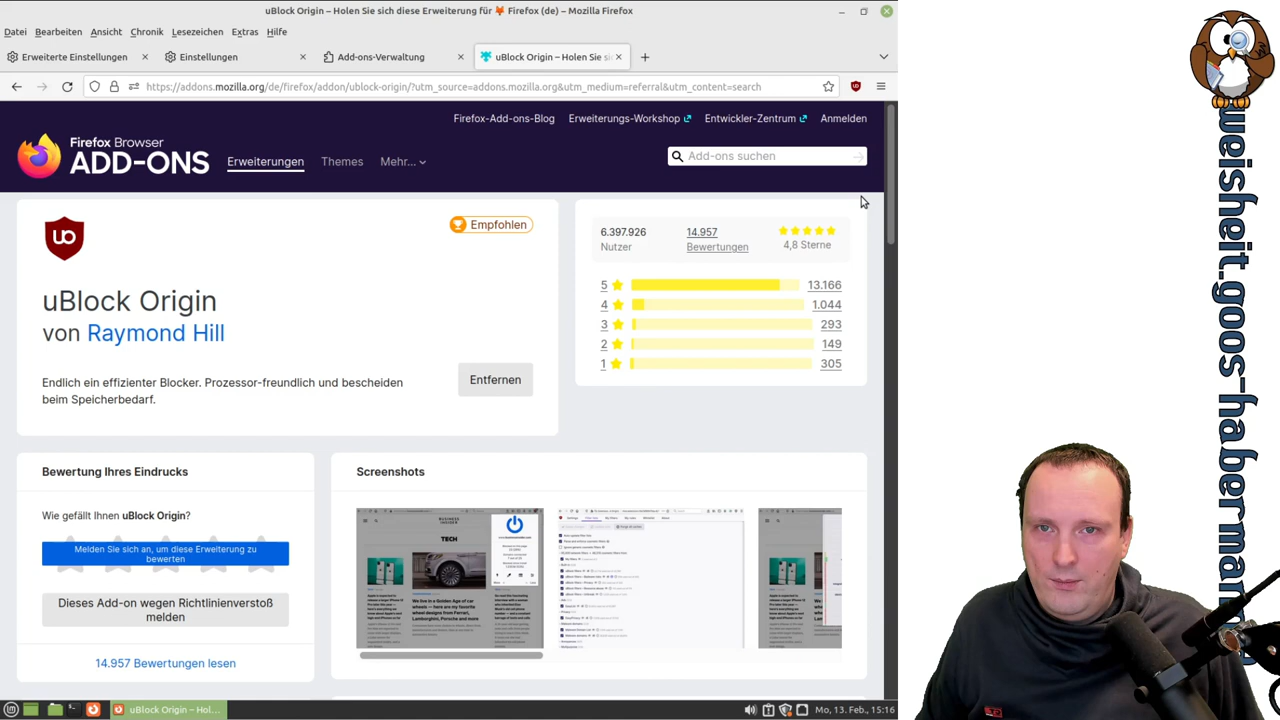 uBlock Origin – Holen Sie sich diese Erweiterung für 🦊 Firefox (de) – Mozilla Firefox
Datei Bearbeiten Ansicht Chronik Lesezeichen Extras Hilfe
Erweiterte Einstellungen
Einstellungen
Add-ons-Verwaltung
uBlock Origin – Holen Sie si
https://addons.mozilla.org/de/firefox/addon/ublock-origin/?utm_source=addons.mozilla.org&utm_medium=referral&utm_content=search
Firefox-Add-ons-Blog Erweiterungs-Workshop Entwickler-Zentrum Anmelden
Firefox Browser
ADD-ONS
Erweiterungen Themes Mehr...
Add-ons suchen
Empfohlen
uBlock Origin
von Raymond Hill
Endlich ein effizienter Blocker. Prozessor-freundlich und bescheiden
beim Speicherbedarf.
Entfernen
6.397.926
Nutzer
14.957
Bewertungen
4,8 Sterne
5 13.166
4 1.044
3 293
2 149
1 305
Bewertung Ihres Eindrucks
Wie gefällt Ihnen uBlock Origin?
Melden Sie sich an, um diese Erweiterung zu
bewerten
Dieses Add-on wegen Richtlinienverstoß
melden
14.957 Bewertungen lesen
Screenshots
TECH
uBlock Origin – Hol...
Mo, 13. Feb., 15:16
weisheit.goos-habermann